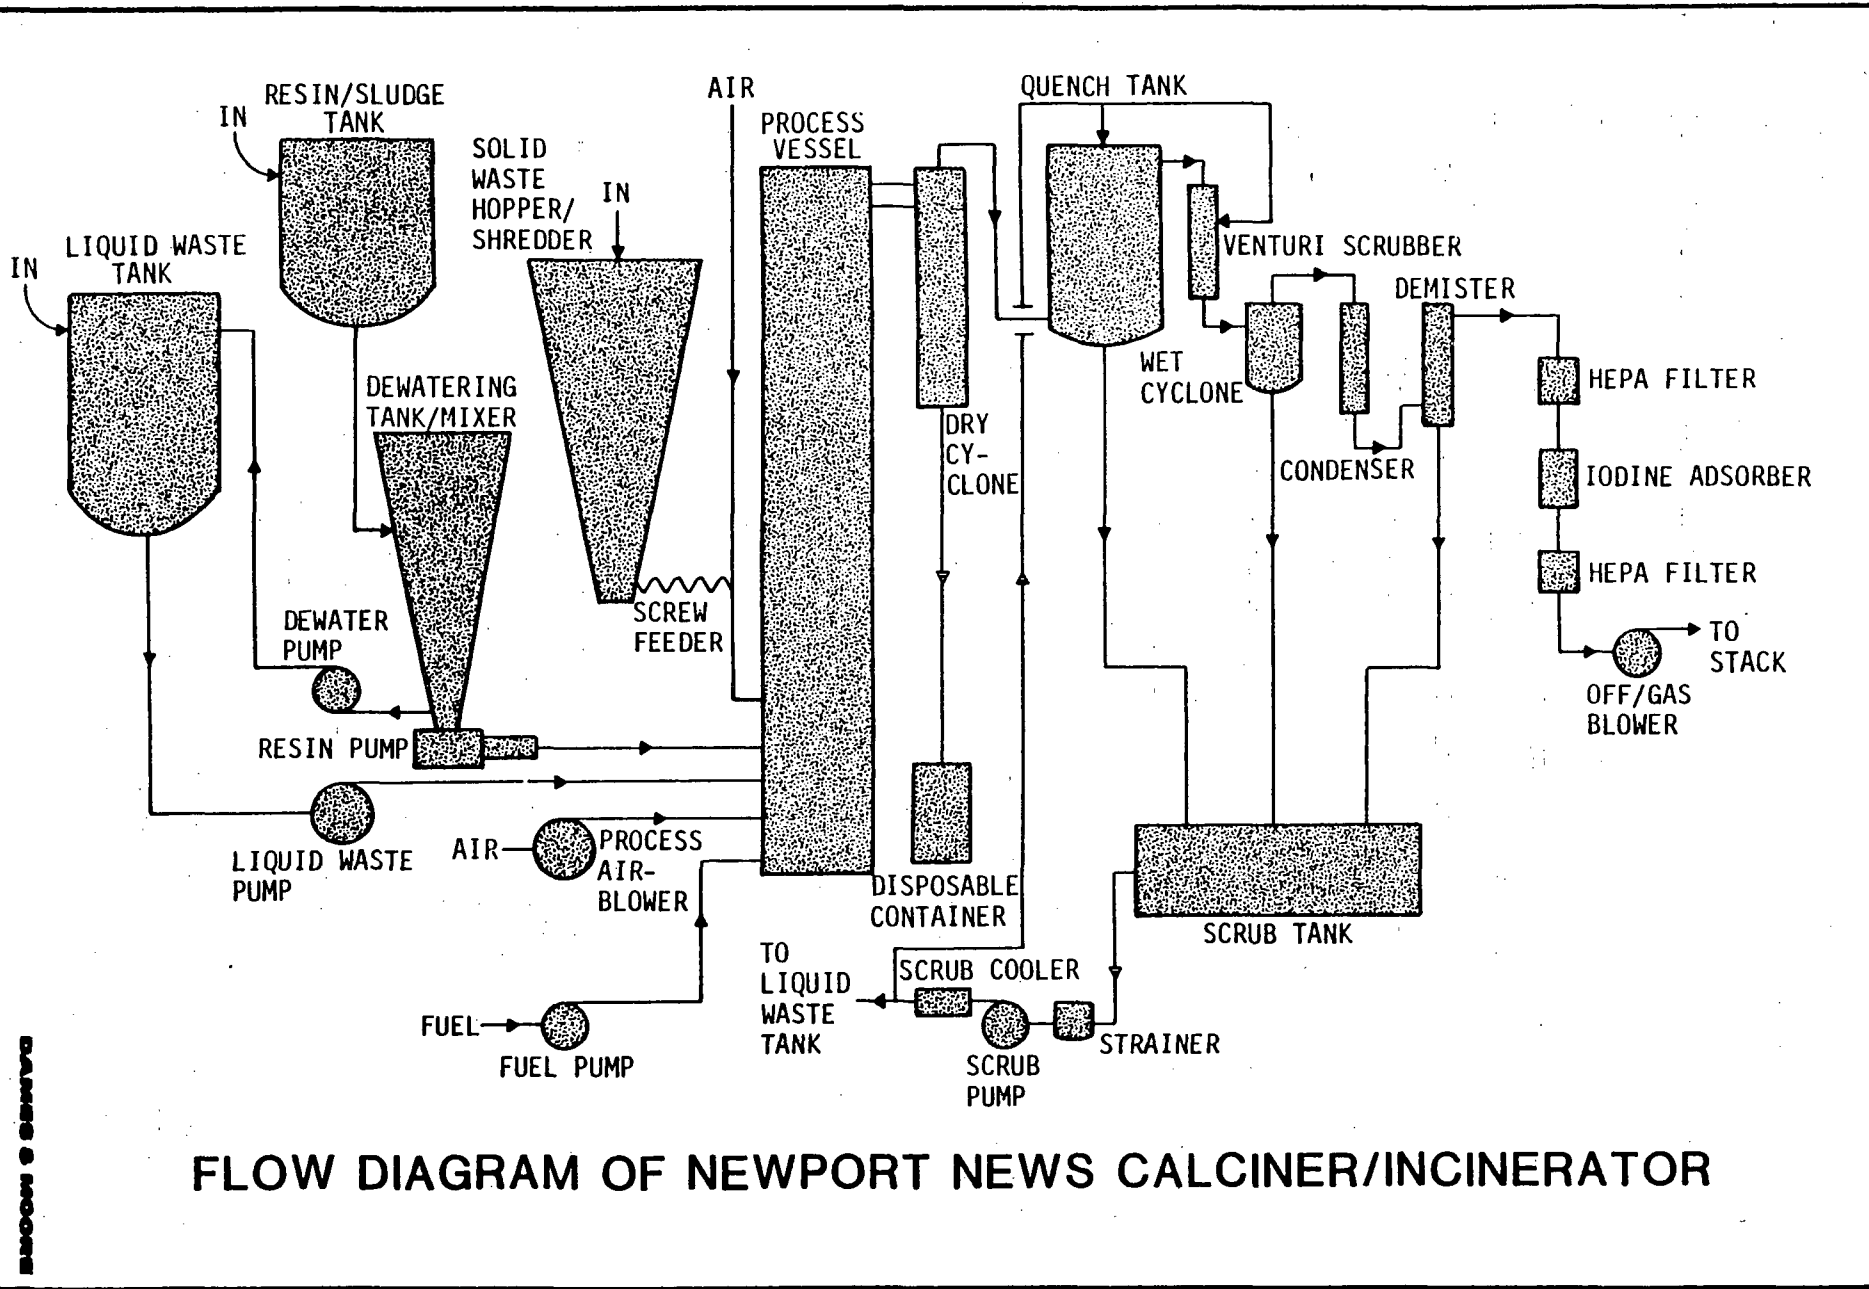 IN
RESIN/SLUDGE
TANK
AIR
QUENCH TANK
PROCESS
VESSEL
SOLID
WASTE
HOPPER/
SHREDDER
IN
LIQUID WASTE
TANK
IN
VENTURI SCRUBBER
DEMISTER
WET
CYCLONE
HEPA FILTER
DEWATERING
TANK/MIXER
DRY
CY-
CLONE
CONDENSER
IODINE ADSORBER
HEPA FILTER
SCREW
FEEDER
DEWATER
PUMP
TO
STACK
OFF/GAS
BLOWER
RESIN PUMP
LIQUID WASTE
PUMP
AIR
PROCESS
AIR-
BLOWER
DISPOSABLE
CONTAINER
SCRUB TANK
TO
LIQUID
WASTE
TANK
SCRUB COOLER
FUEL
FUEL PUMP
SCRUB
PUMP
STRAINER
FLOW DIAGRAM OF NEWPORT NEWS CALCINER/INCINERATOR
DAMES & MOORE